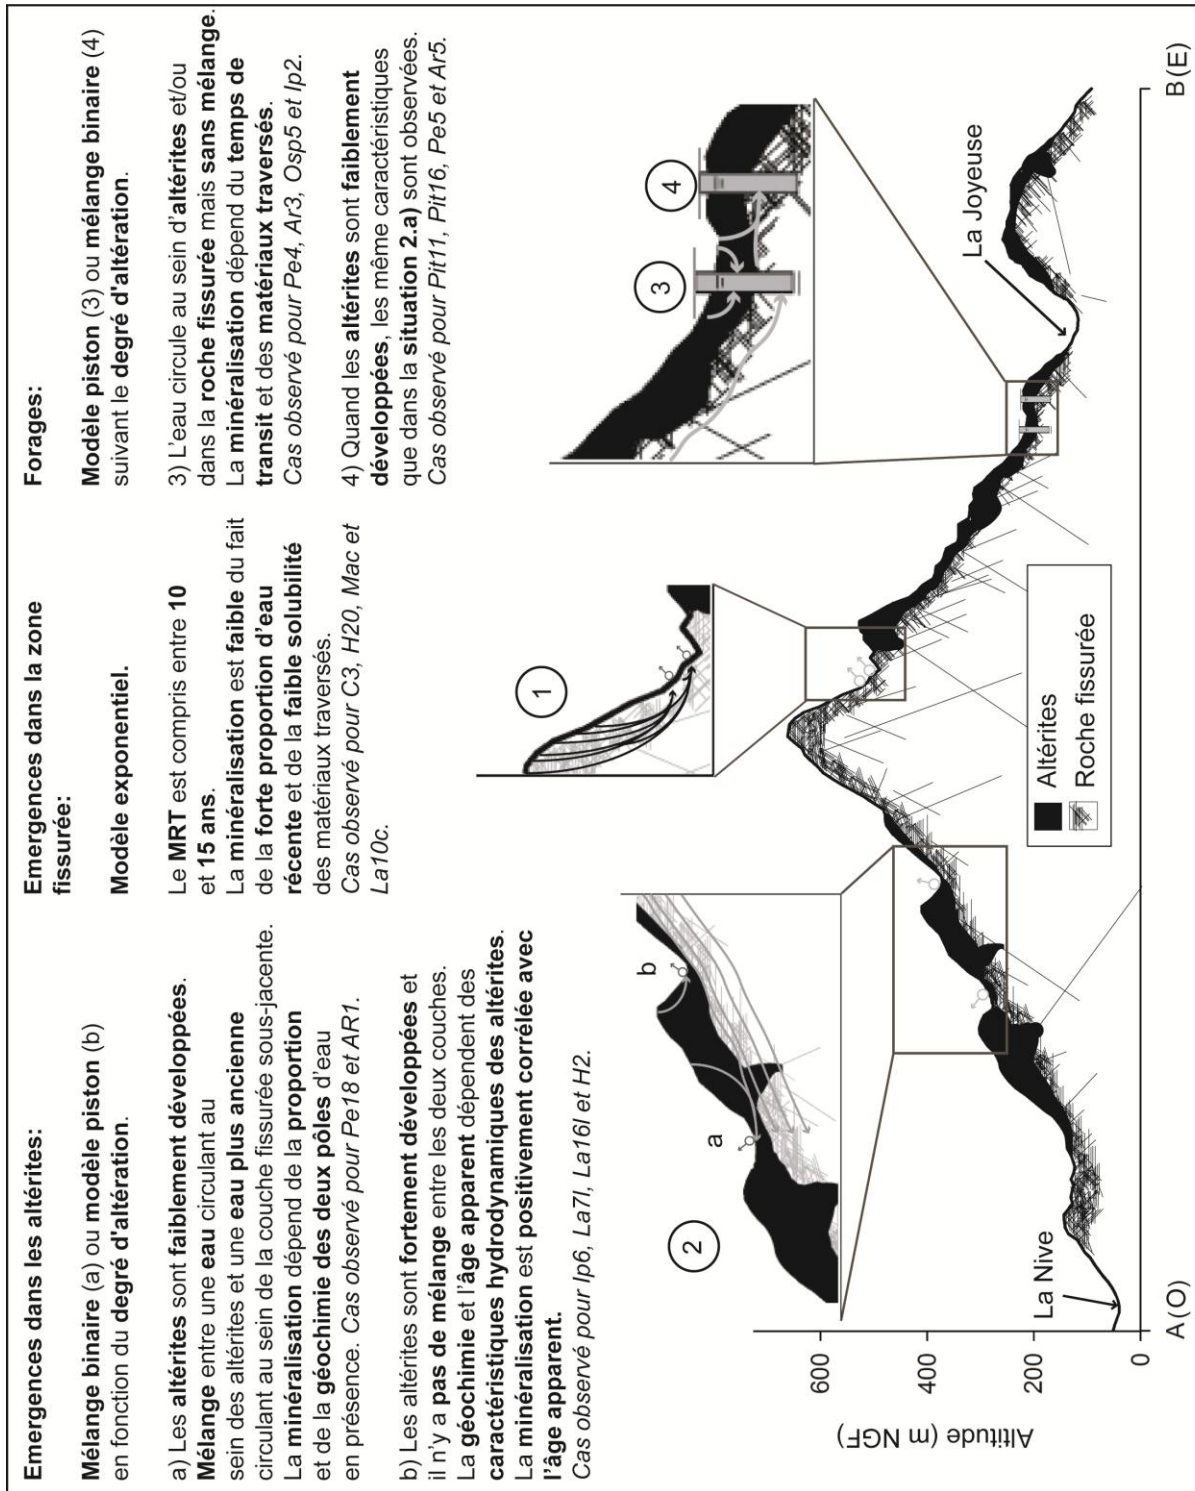 Emergences dans les altérites:
Mélange binaire (a) ou modèle piston (b)
en fonction du degré d'altération.
a) Les altérites sont faiblement développées.
Mélange entre une eau circulant au
sein des altérites et une eau plus ancienne
circulant au sein de la couche fissurée sous-jacente.
La minéralisation dépend de la proportion
et de la géochimie des deux pôles d'eau
en présence. Cas observé pour Pe18 et AR1.
b) Les altérites sont fortement développées et
il n'y a pas de mélange entre les deux couches.
La géochimie et l'âge apparent dépendent des
caractéristiques hydrodynamiques des altérites.
La minéralisation est positivement corrélée avec
l'âge apparent.
Cas observé pour Ip6, La7l, La16l et H2.
Emergences dans la zone
fissurée:
Modèle exponentiel.
Le MRT est compris entre 10
et 15 ans.
La minéralisation est faible du fait
de la forte proportion d'eau
récente et de la faible solubilité
des matériaux traversés.
Cas observé pour C3, H20, Mac et
La10c.
Forages:
Modèle piston (3) ou mélange binaire (4)
suivant le degré d'altération.
3) L'eau circule au sein d'altérites et/ou
dans la roche fissurée mais sans mélange.
La minéralisation dépend du temps de
transit et des matériaux traversés.
Cas observé pour Pe4, Ar3, Osp5 et Ip2.
4) Quand les altérites sont faiblement
développées, les même caractéristiques
que dans la situation 2.a) sont observées.
Cas observé pour Pit11, Pit16, Pe5 et Ar5.
2
a
b
1
3
4
La Nive
La Joyeuse
Altérites
Roche fissurée
Altitude (m NGF)
600
400
200
0
A (O)
B (E)